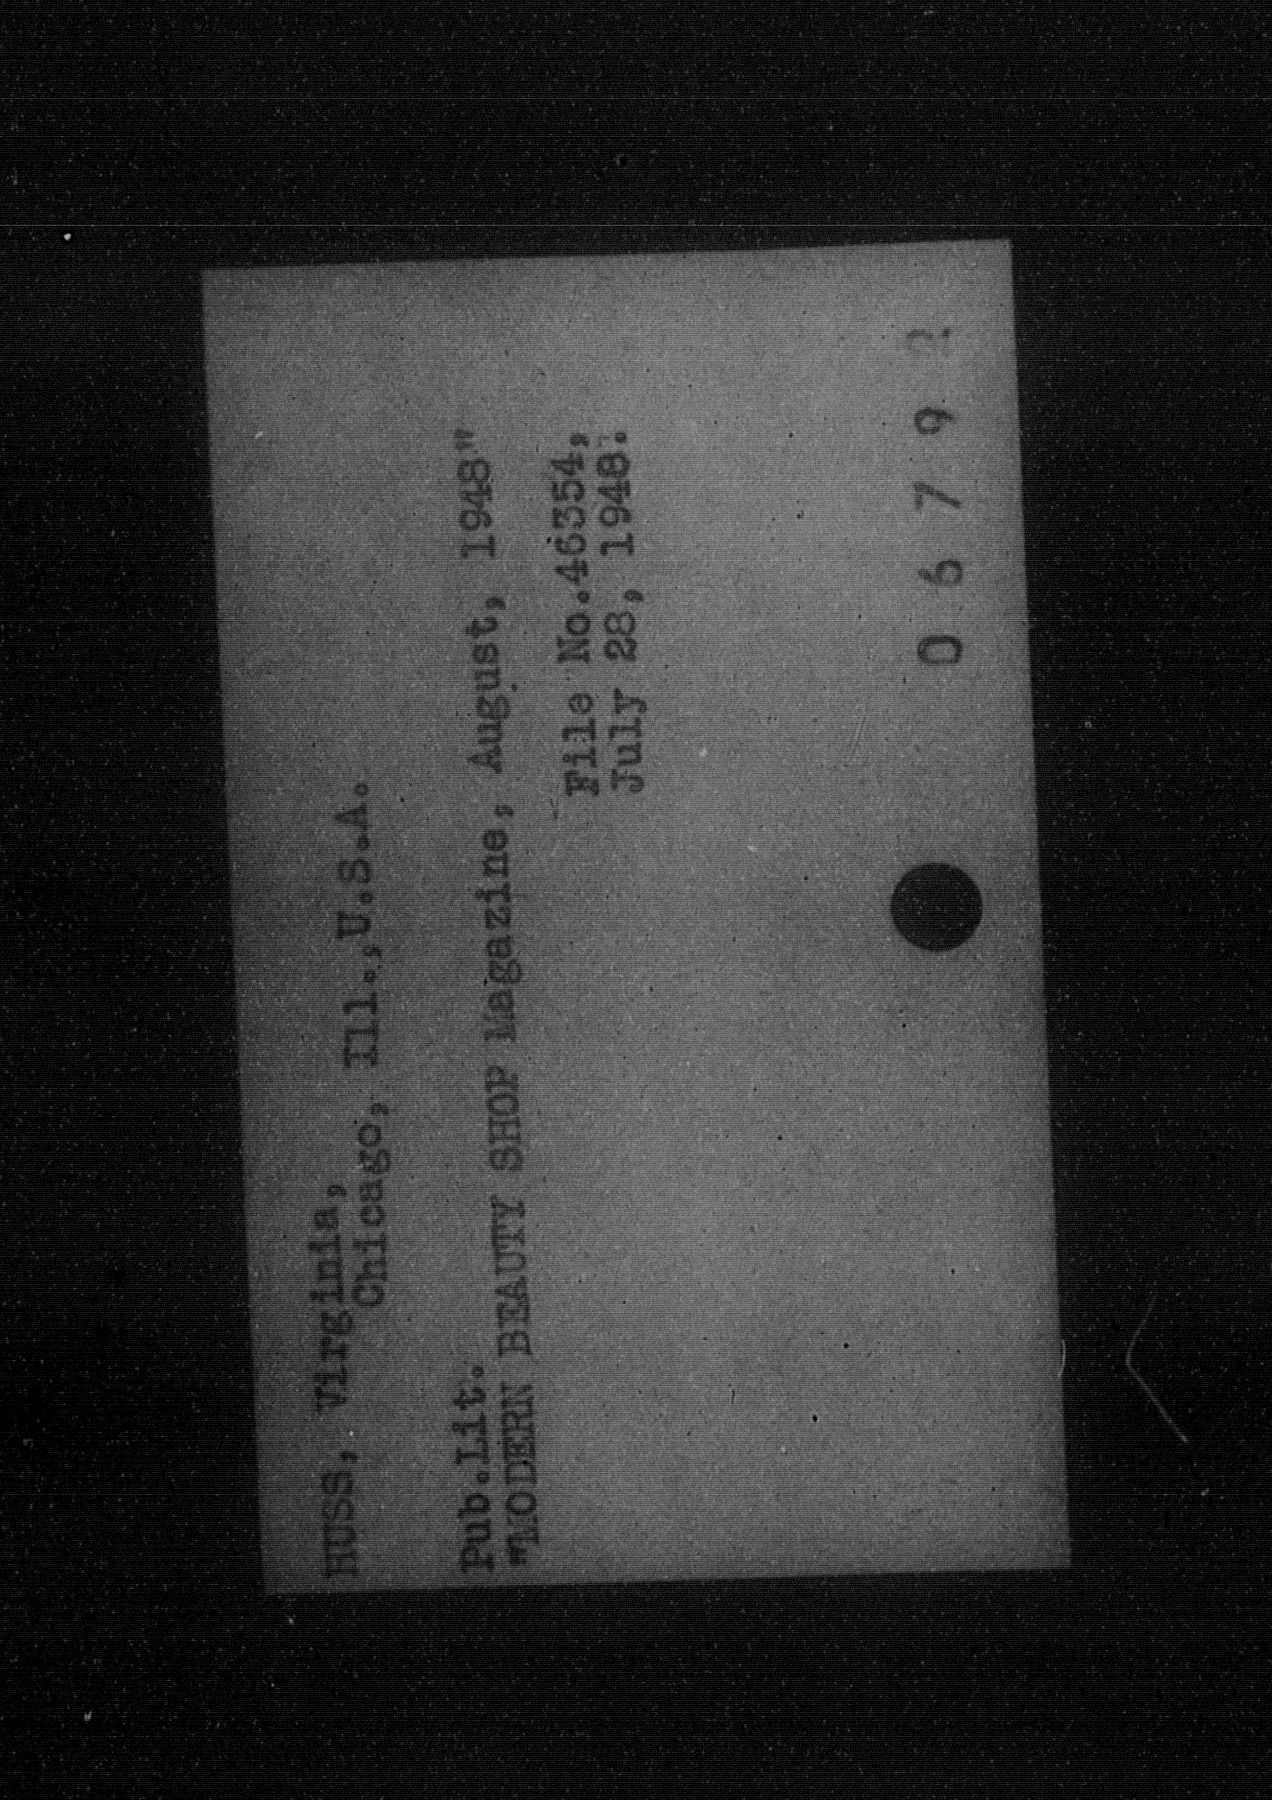 HUSS, Virginia,
Chicago, Ill.,U.S.A.
Pub.Lit.
"MODERN BEAUTY SHOP Magazine, August, 1948"
File No.46354,
July 28, 1948.
0 6 7 9 2